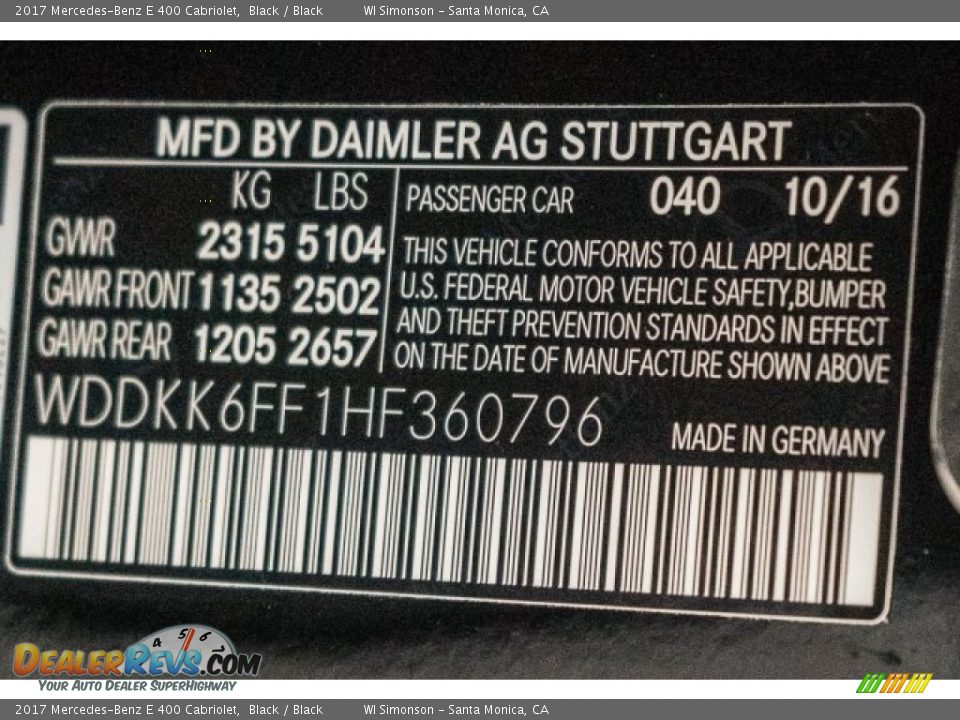 2017 Mercedes-Benz E 400 Cabriolet, Black / Black WI Simonson - Santa Monica, CA
MFD BY DAIMLER AG STUTTGART
KG LBS PASSENGER CAR 040 10/16
GVWR 2315 5104
GAWR FRONT 1135 2502
GAWR REAR 1205 2657
THIS VEHICLE CONFORMS TO ALL APPLICABLE
U.S. FEDERAL MOTOR VEHICLE SAFETY,BUMPER
AND THEFT PREVENTION STANDARDS IN EFFECT
ON THE DATE OF MANUFACTURE SHOWN ABOVE
WDDKK6FF1HF360796
MADE IN GERMANY
4 5 6
DEALERREVS.COM
YOUR AUTO DEALER SUPERHIGHWAY
2017 Mercedes-Benz E 400 Cabriolet, Black / Black WI Simonson - Santa Monica, CA